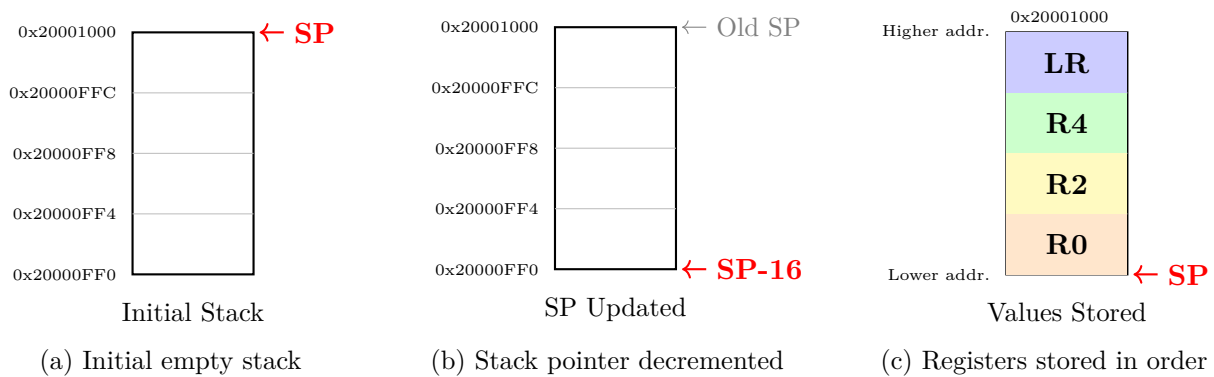 0x20001000
← SP
0x20000FFC
0x20000FF8
0x20000FF4
0x20000FF0
Initial Stack
(a) Initial empty stack
0x20001000
← Old SP
0x20000FFC
0x20000FF8
0x20000FF4
0x20000FF0
← SP-16
SP Updated
(b) Stack pointer decremented
0x20001000
Higher addr.
LR
R4
R2
R0
Lower addr.
← SP
Values Stored
(c) Registers stored in order